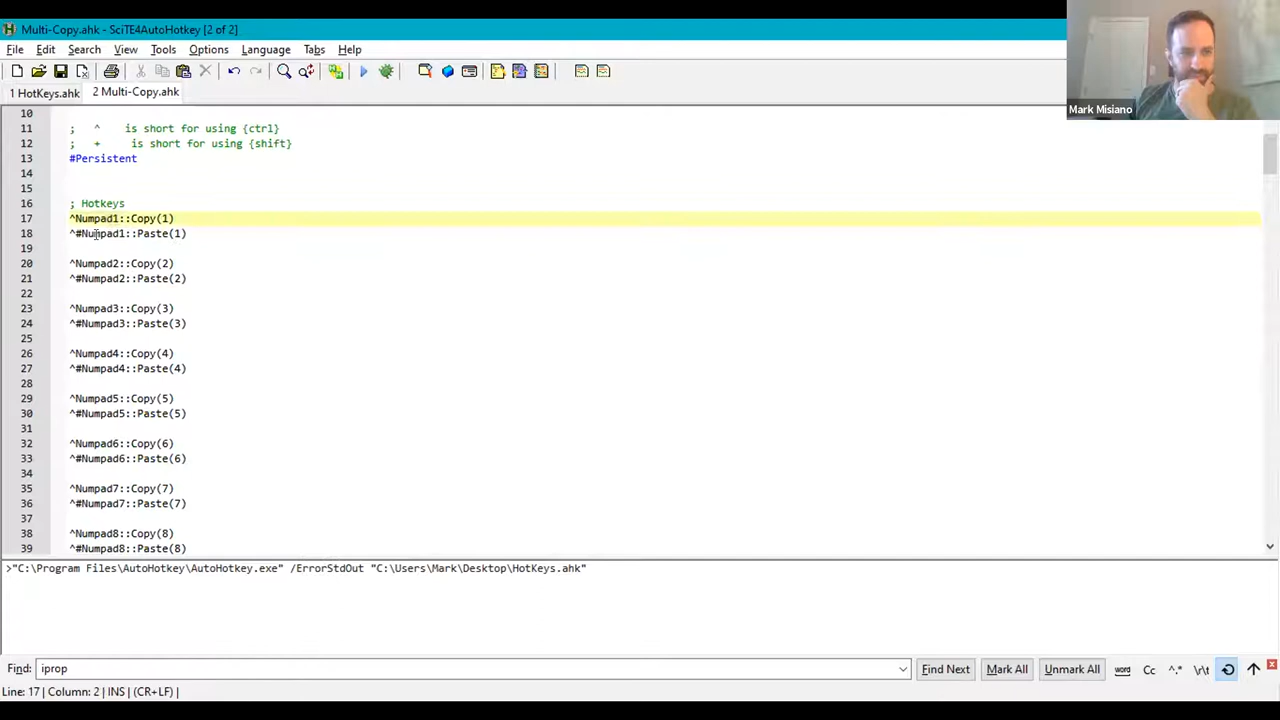 Multi-Copy.ahk - SciTE4AutoHotkey [2 of 2]
File Edit Search View Tools Options Language Tabs Help
Mark Misiano
1 HotKeys.ahk 2 Multi-Copy.ahk
10
11 ; ^ is short for using {ctrl}
12 ; + is short for using {shift}
13 #Persistent
14
15
16 ; Hotkeys
17 ^Numpad1::Copy(1)
18 ^#Numpad1::Paste(1)
19
20 ^Numpad2::Copy(2)
21 ^#Numpad2::Paste(2)
22
23 ^Numpad3::Copy(3)
24 ^#Numpad3::Paste(3)
25
26 ^Numpad4::Copy(4)
27 ^#Numpad4::Paste(4)
28
29 ^Numpad5::Copy(5)
30 ^#Numpad5::Paste(5)
31
32 ^Numpad6::Copy(6)
33 ^#Numpad6::Paste(6)
34
35 ^Numpad7::Copy(7)
36 ^#Numpad7::Paste(7)
37
38 ^Numpad8::Copy(8)
39 ^#Numpad8::Paste(8)
>"C:\Program Files\AutoHotkey\AutoHotkey.exe" /ErrorStdOut "C:\Users\Mark\Desktop\HotKeys.ahk"
Find: iprop Find Next Mark All Unmark All word Cc ^.* \r\t
Line: 17 | Column: 2 | INS | (CR+LF) |